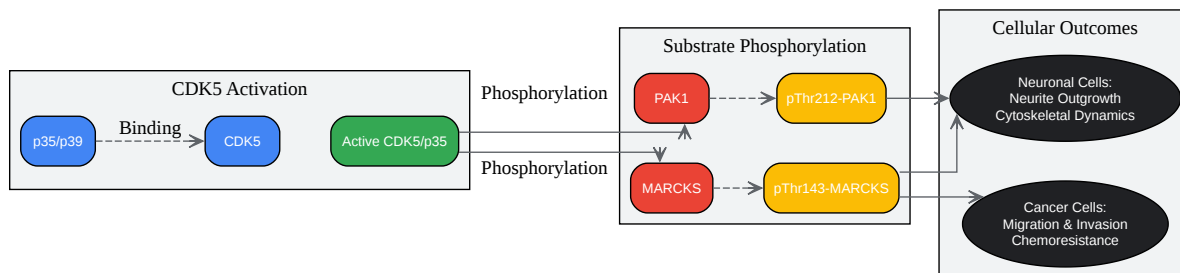 CDK5 Activation
p35/p39
Binding
CDK5
Active CDK5/p35
Phosphorylation
Phosphorylation
Substrate Phosphorylation
PAK1
pThr212-PAK1
MARCKS
pThr143-MARCKS
Cellular Outcomes
Neuronal Cells:
Neurite Outgrowth
Cytoskeletal Dynamics
Cancer Cells:
Migration & Invasion
Chemoresistance